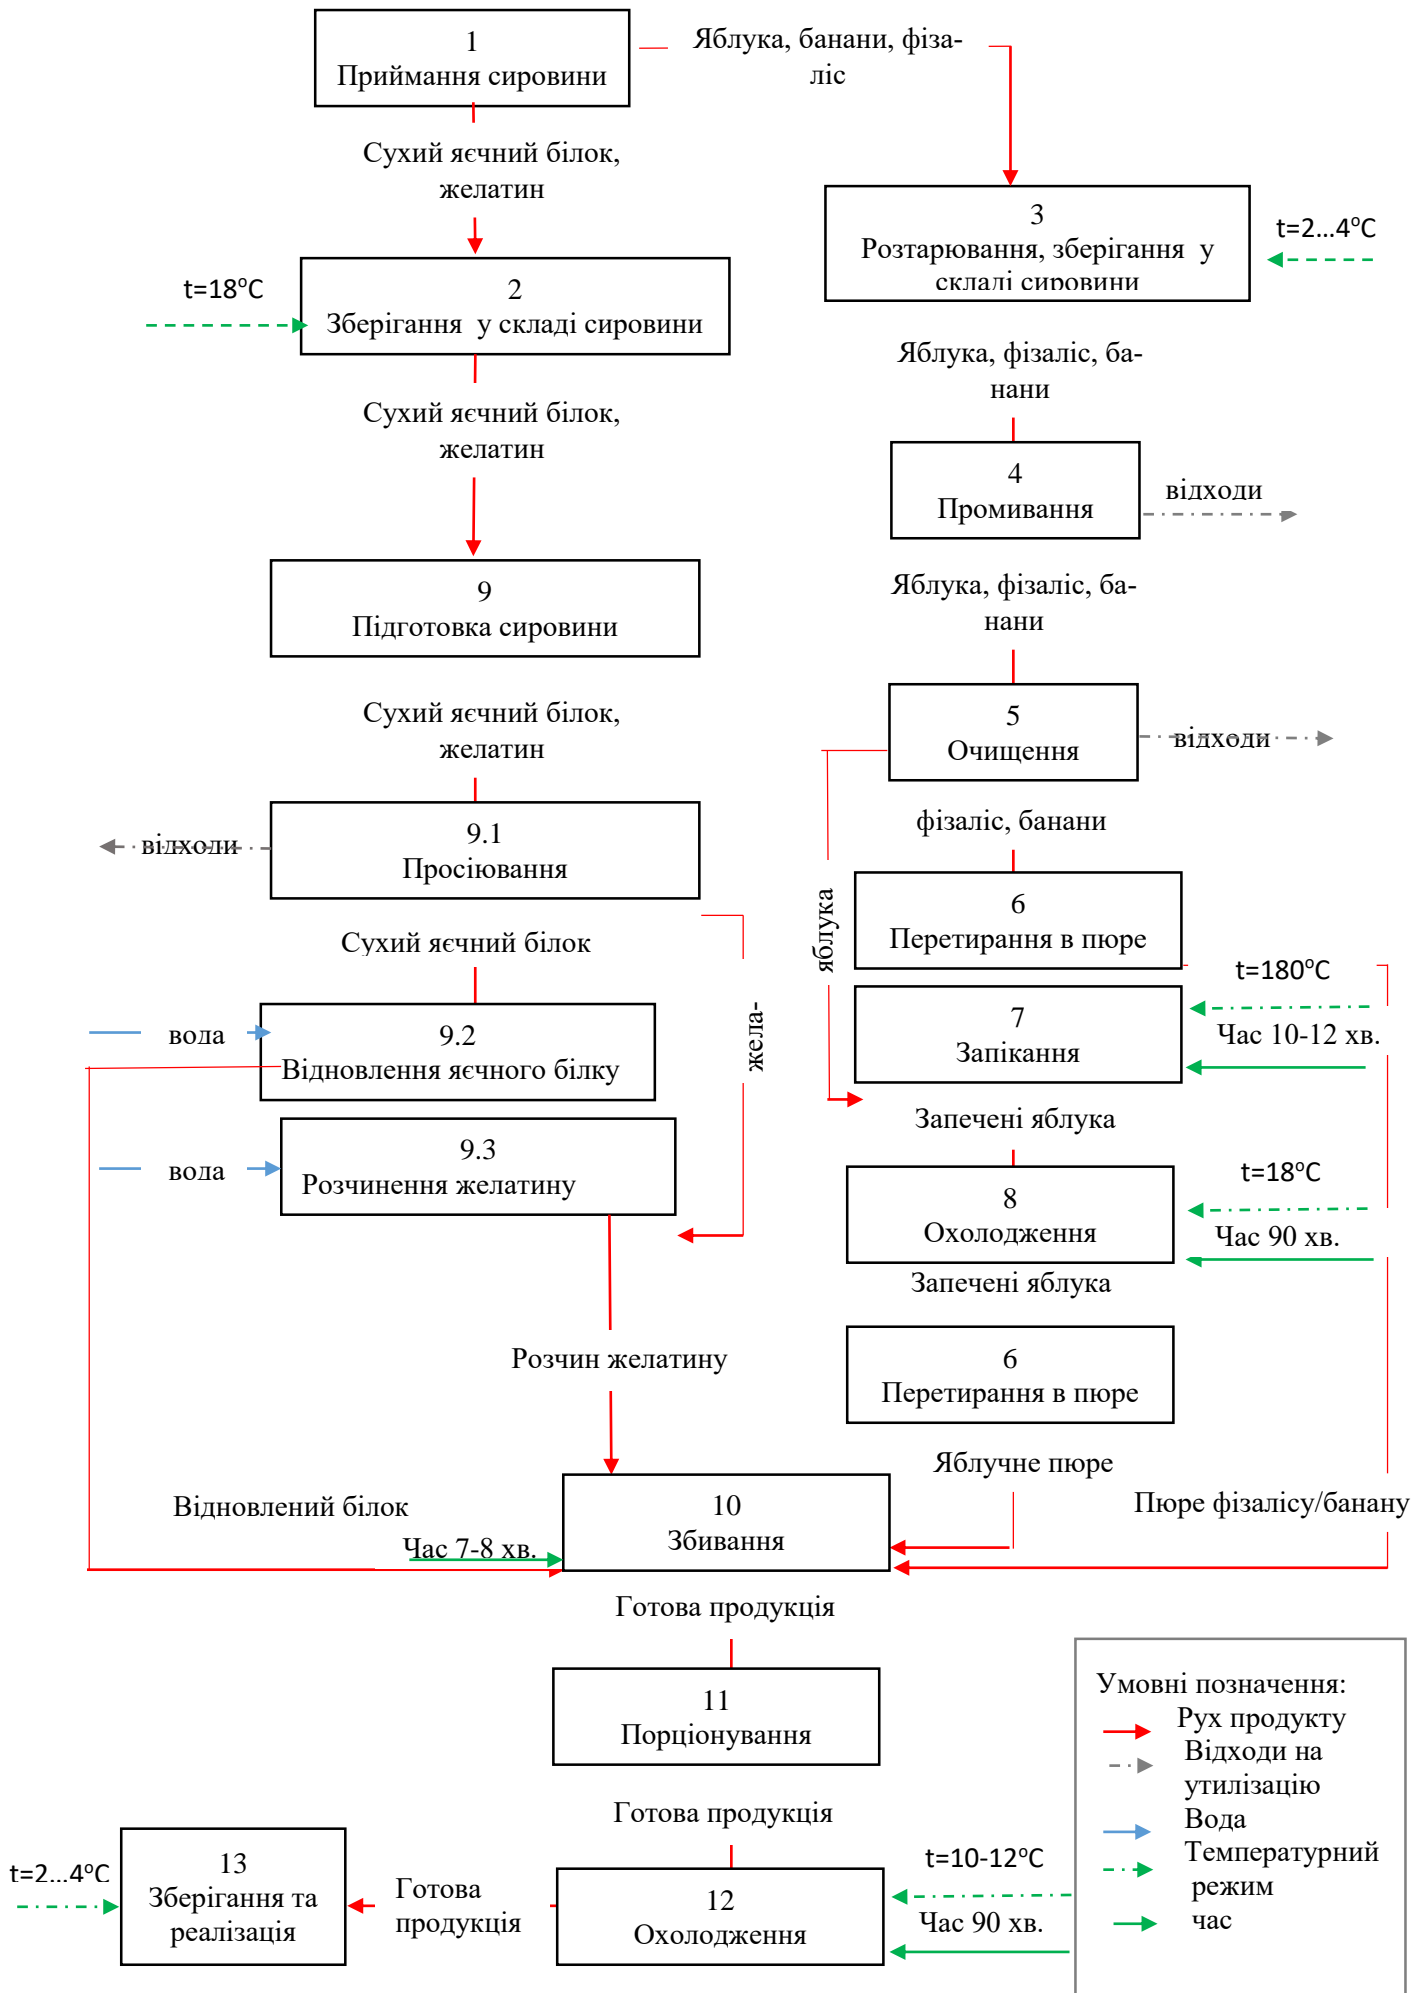 1
Приймання сировини
Яблука, банани, фіза-
ліс
Сухий яєчний білок,
желатин
3
Розтарювання, зберігання у
складі сировини
t=2...4°C
t=18°C
2
Зберігання у складі сировини
Яблука, фізаліс, ба-
нани
Сухий яєчний білок,
желатин
4
Промивання
відходи
9
Підготовка сировини
Яблука, фізаліс, ба-
нани
Сухий яєчний білок,
желатин
5
Очищення
відходи
відходи
9.1
Просіювання
фізаліс, банани
яблука
6
Перетирання в пюре
Сухий яєчний білок
жела-
t=180°C
Час 10-12 хв.
7
Запікання
вода
9.2
Відновлення яєчного білку
Запечені яблука
вода
9.3
Розчинення желатину
8
Охолодження
t=18°C
Час 90 хв.
Запечені яблука
Розчин желатину
6
Перетирання в пюре
Яблучне пюре
Пюре фізалісу/банану
Відновлений білок
Час 7-8 хв.
10
Збивання
Готова продукція
11
Порціонування
Готова продукція
t=2...4°C
13
Зберігання та
реалізація
Готова
продукція
12
Охолодження
t=10-12°C
Час 90 хв.
Умовні позначення:
Рух продукту
Відходи на
утилізацію
Вода
Температурний
режим
час